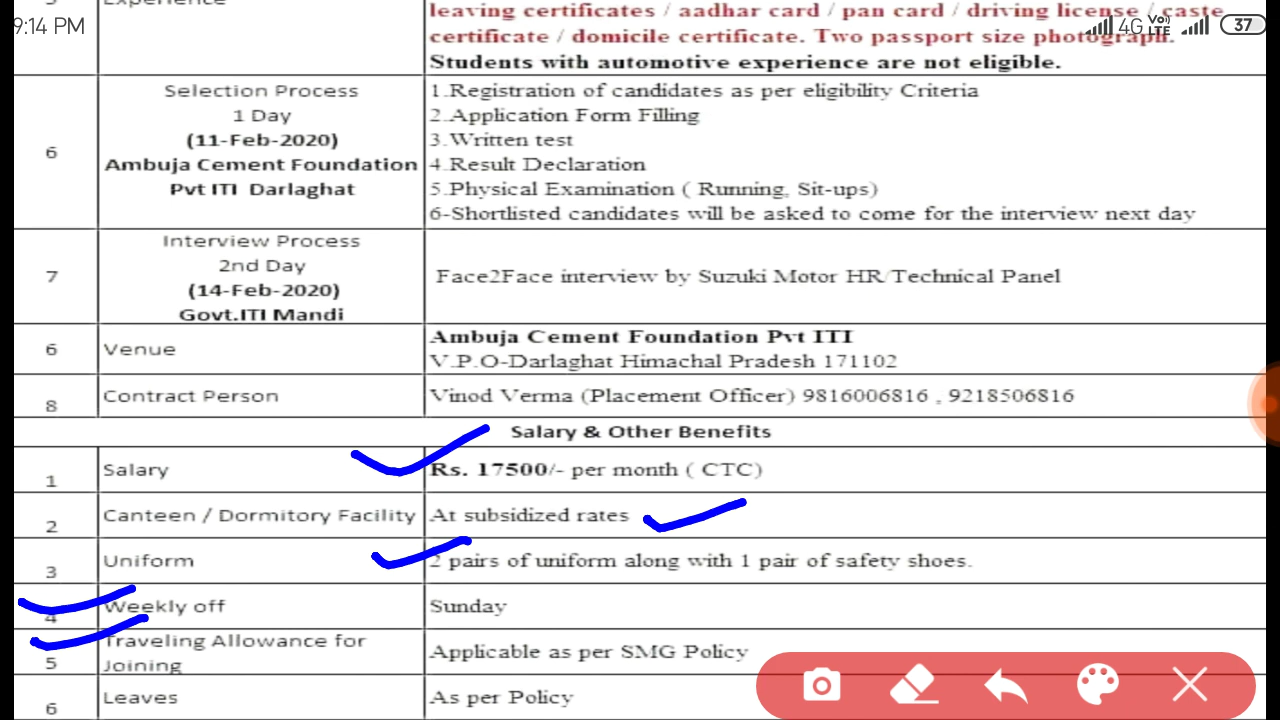 leaving certificates / aadhar card / pan card / driving license / caste
9:14 PM
4G Vo) LTE
37
certificate / domicile certificate. Two passport size photograph.
Students with automotive experience are not eligible.
6
Selection Process
1 Day
(11-Feb-2020)
Ambuja Cement Foundation
Pvt ITI Darlaghat
1.Registration of candidates as per eligibility Criteria
2.Application Form Filling
3.Written test
4.Result Declaration
5.Physical Examination ( Running, Sit-ups)
6-Shortlisted candidates will be asked to come for the interview next day
7
Interview Process
2nd Day
(14-Feb-2020)
Govt.ITI Mandi
Face2Face interview by Suzuki Motor HR/Technical Panel
6
Venue
Ambuja Cement Foundation Pvt ITI
V.P.O-Darlaghat Himachal Pradesh 171102
8
Contract Person
Vinod Verma (Placement Officer) 9816006816 , 9218506816
Salary & Other Benefits
1
Salary
Rs. 17500/- per month ( CTC)
2
Canteen / Dormitory Facility
At subsidized rates
3
Uniform
2 pairs of uniform along with 1 pair of safety shoes.
4
Weekly off
Sunday
5
Traveling Allowance for
Joining
Applicable as per SMG Policy
6
Leaves
As per Policy